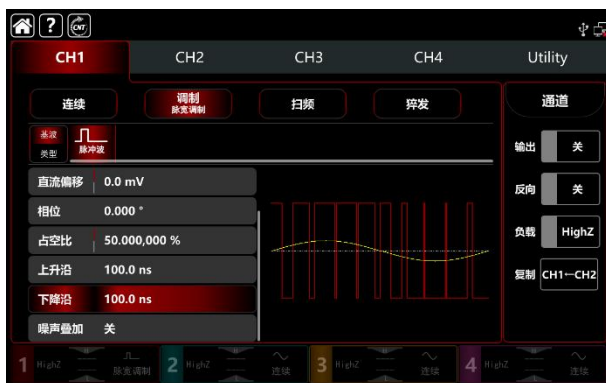 CNT
CH1 CH2 CH3 CH4 Utility
连续 调制 扫频 猝发 通道
脉宽调制
基波
类型 脉冲波
输出 关
直流偏移 0.0 mV
反向 关
相位 0.000 °
占空比 50.000,000 %
负载 HighZ
上升沿 100.0 ns
复制 CH1←CH2
下降沿 100.0 ns
噪声叠加 关
1 HighZ 脉宽调制 2 HighZ 连续 3 HighZ 连续 4 HighZ 连续